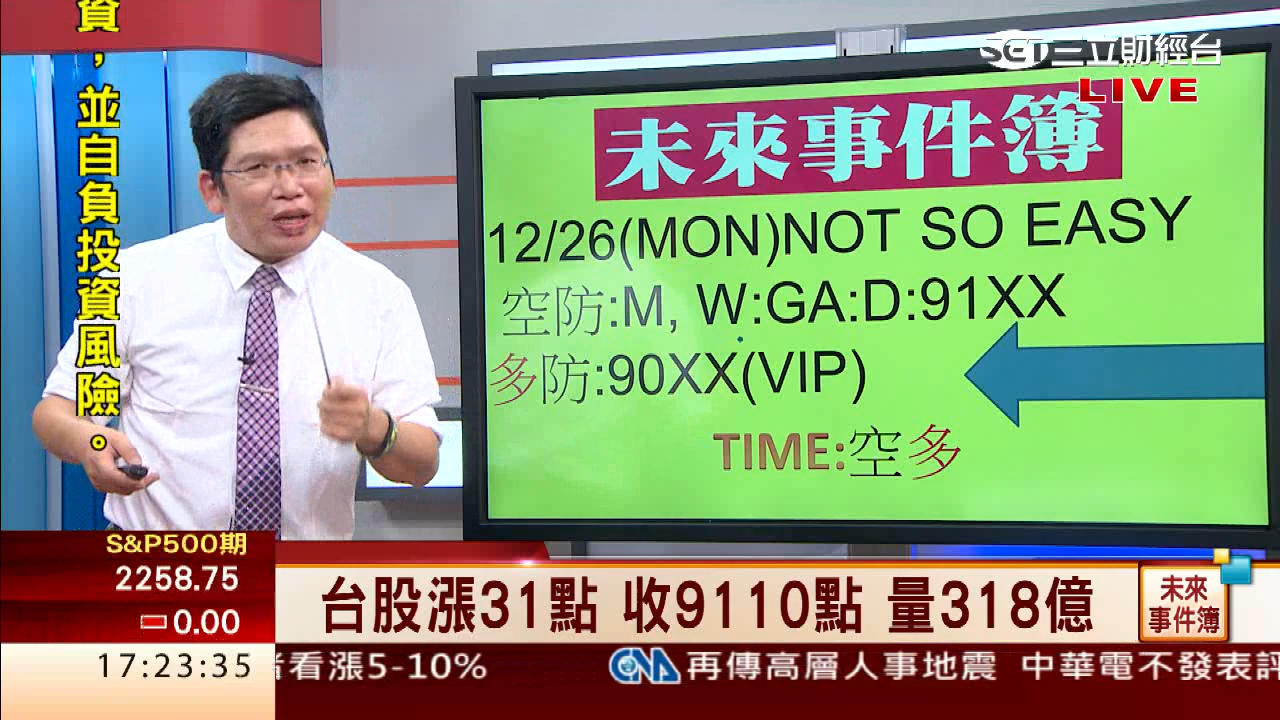 資，並自負投資風險。
SET三立財經台
LIVE
未來事件簿
12/26(MON)NOT SO EASY
空防:M, W:GA:D:91XX
多防:90XX(VIP)
TIME:空多
S&P500期
2258.75
0.00
17:23:35
台股漲31點 收9110點 量318億
未來
事件簿
看漲5-10%
CNA 再傳高層人事地震 中華電不發表評